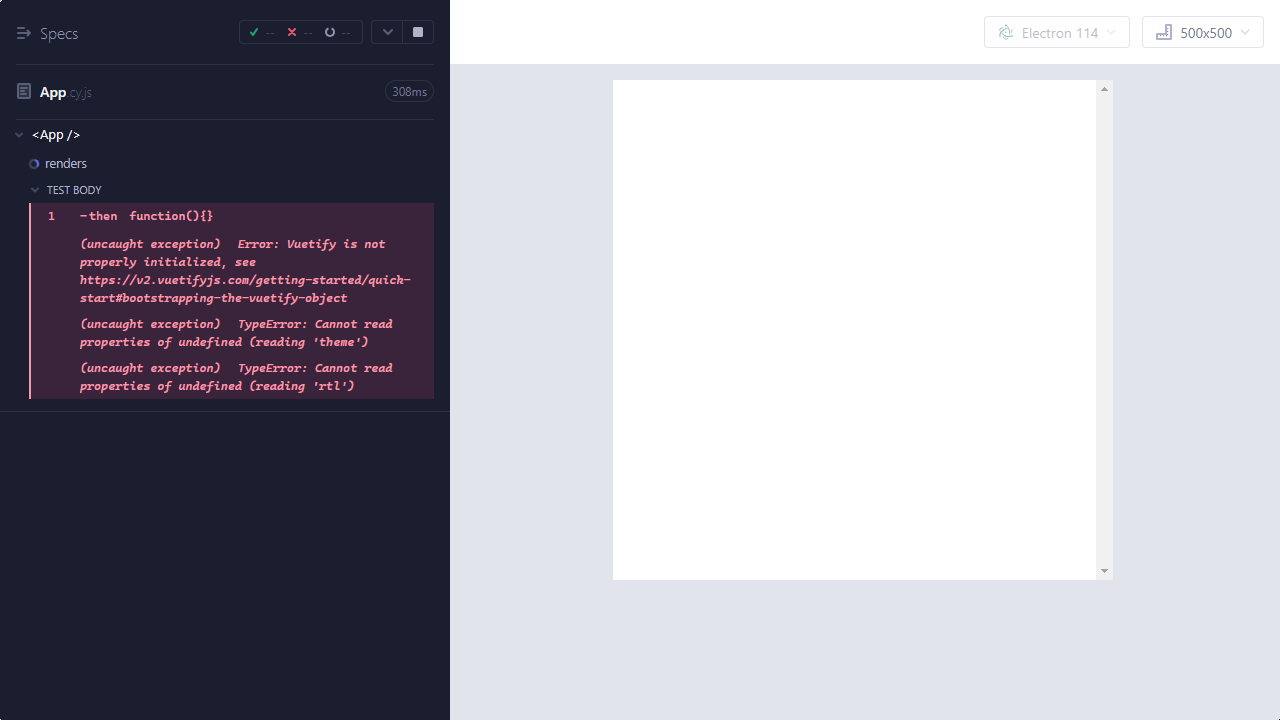 Specs
-- -- --
Electron 114
500x500
App.cy.js
308ms
<App />
renders
TEST BODY
1 -then function(){}
(uncaught exception) Error: Vuetify is not
properly initialized, see
https://v2.vuetifyjs.com/getting-started/quick-
start#bootstrapping-the-vuetify-object
(uncaught exception) TypeError: Cannot read
properties of undefined (reading 'theme')
(uncaught exception) TypeError: Cannot read
properties of undefined (reading 'rtl')